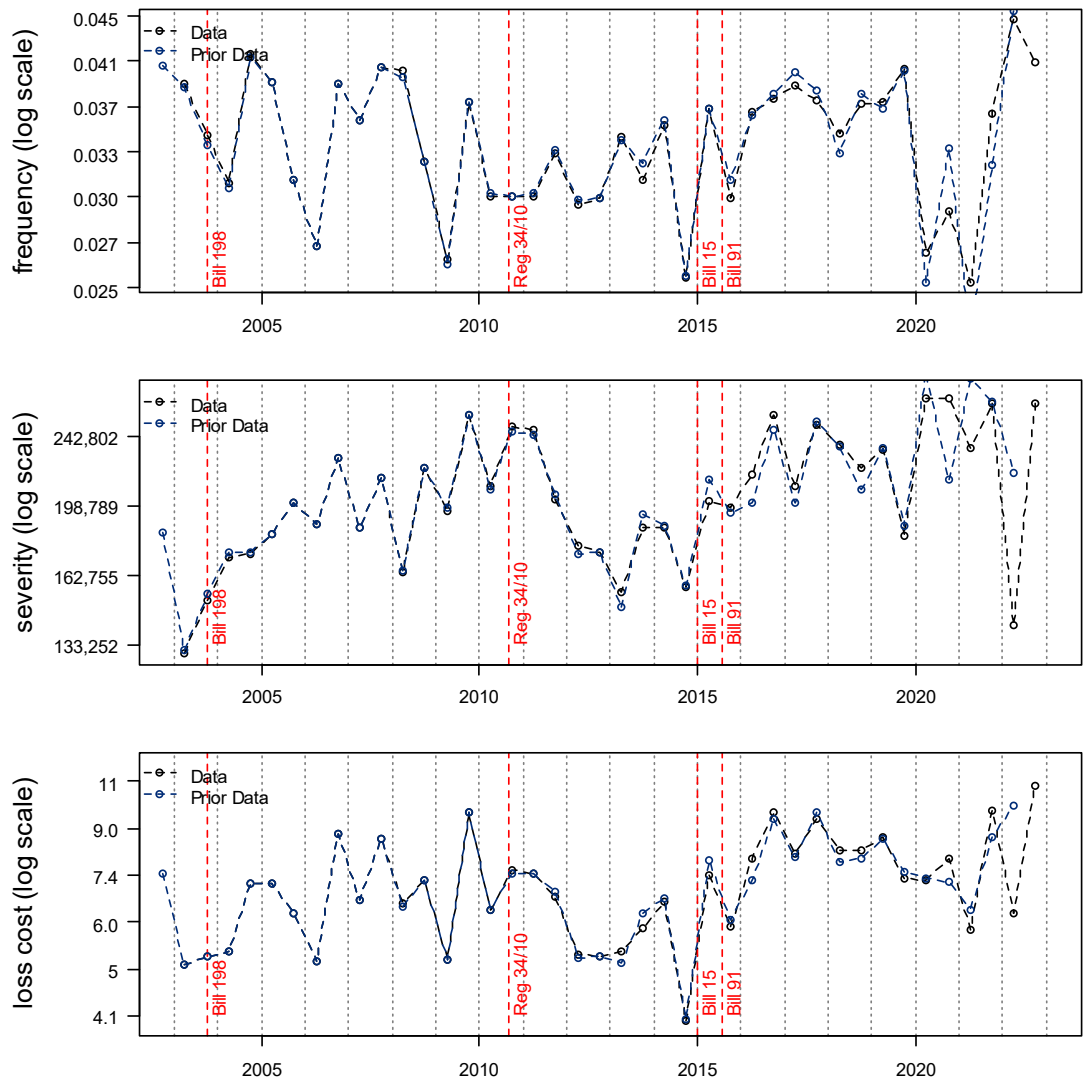 frequency (log scale)
0.045
0.041
0.037
0.033
0.030
0.027
0.025
Data
Prior Data
Bill 198
Reg 34/10
Bill 15
Bill 91
2005
2010
2015
2020
severity (log scale)
242,802
198,789
162,755
133,252
Data
Prior Data
Bill 198
Reg 34/10
Bill 15
Bill 91
2005
2010
2015
2020
loss cost (log scale)
11
9.0
7.4
6.0
5
4.1
Data
Prior Data
Bill 198
Reg 34/10
Bill 15
Bill 91
2005
2010
2015
2020